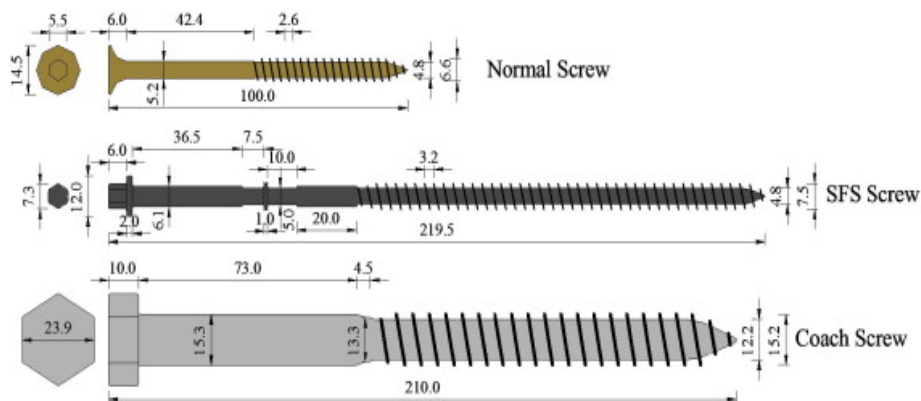 5.5 6.0 42.4 2.6
14.5 5.2 4.8 6.6 Normal Screw
100.0
36.5 7.5
6.0 10.0 3.2
7.3 12.0 6.1 5.0 4.8 7.5 SFS Screw
2.0 1.0 20.0
219.5
10.0 73.0 4.5
23.9 15.3 13.3 12.2 15.2 Coach Screw
210.0